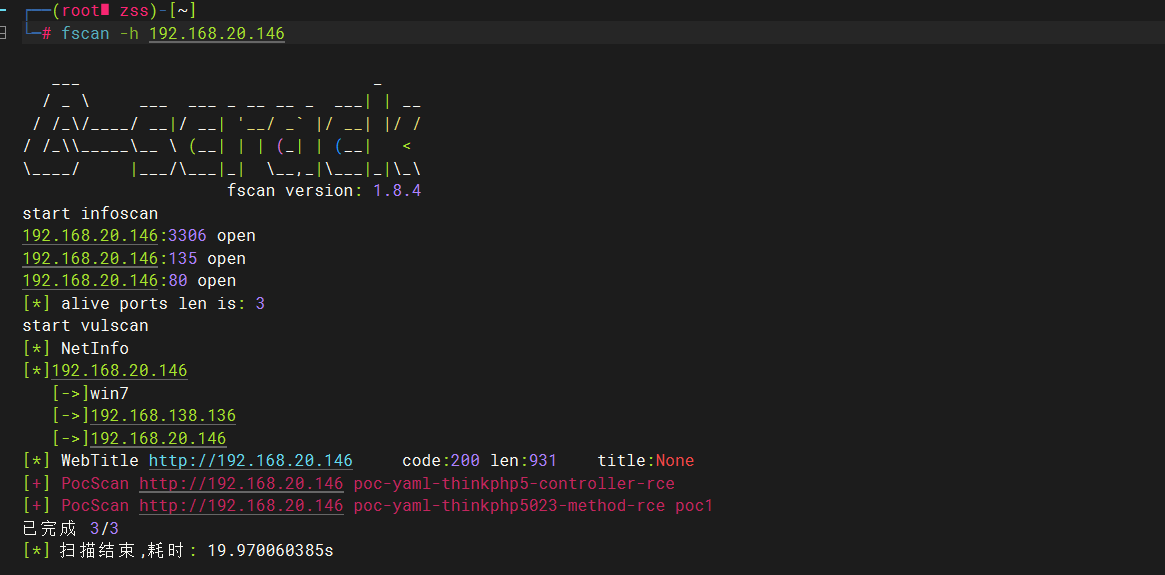 ┌──(root㉿ zss)-[~]
└─# fscan -h 192.168.20.146
   ___                              _
  / _ \     ___  ___ _ __ __ _  ___| | __
 / /_\/____/ __|/ __| '__/ _` |/ __| |/ /
/ /_\\_____\__ \ (__| | | (_| | (__|   <
\____/     |___/\___|_|  \__,_|\___|_|\_\
                     fscan version: 1.8.4
start infoscan
192.168.20.146:3306 open
192.168.20.146:135 open
192.168.20.146:80 open
[*] alive ports len is: 3
start vulscan
[*] NetInfo
[*]192.168.20.146
   [->]win7
   [->]192.168.138.136
   [->]192.168.20.146
[*] WebTitle http://192.168.20.146     code:200 len:931    title:None
[+] PocScan http://192.168.20.146 poc-yaml-thinkphp5-controller-rce
[+] PocScan http://192.168.20.146 poc-yaml-thinkphp5023-method-rce poc1
已完成 3/3
[*] 扫描结束,耗时: 19.970060385s